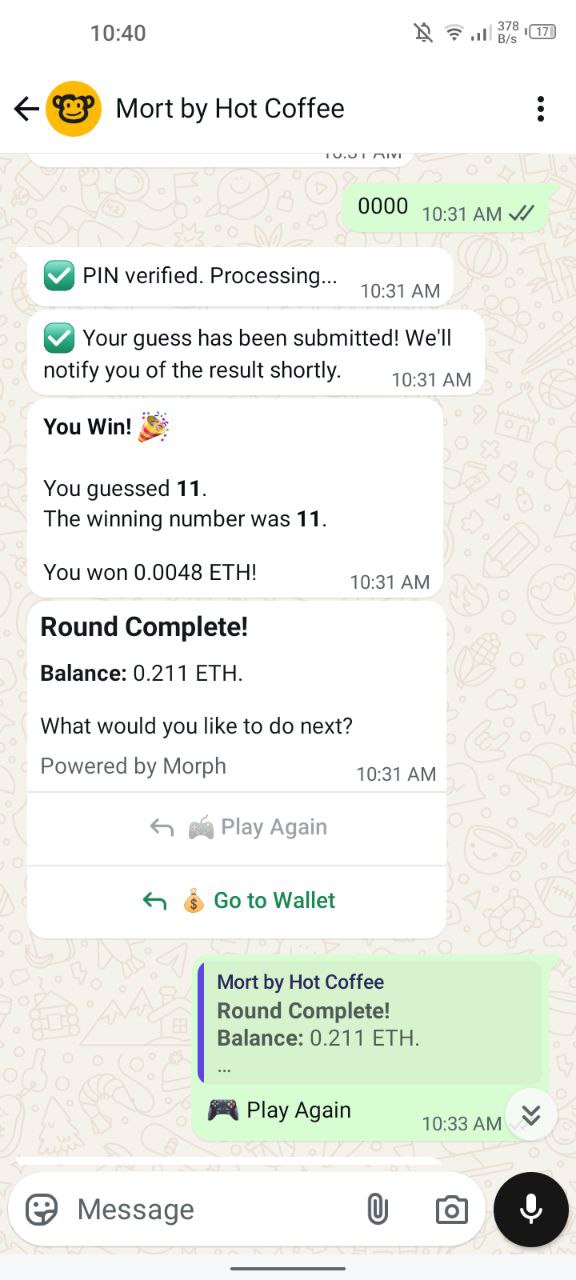 10:40
378
B/s
17
Mort by Hot Coffee
10:31 AM
0000 10:31 AM
✅ PIN verified. Processing... 10:31 AM
✅ Your guess has been submitted! We'll
notify you of the result shortly. 10:31 AM
You Win! 🎉
You guessed 11.
The winning number was 11.
You won 0.0048 ETH! 10:31 AM
Round Complete!
Balance: 0.211 ETH.
What would you like to do next?
Powered by Morph 10:31 AM
🎮 Play Again
💰 Go to Wallet
Mort by Hot Coffee
Round Complete!
Balance: 0.211 ETH.
...
🎮 Play Again 10:33 AM
Message